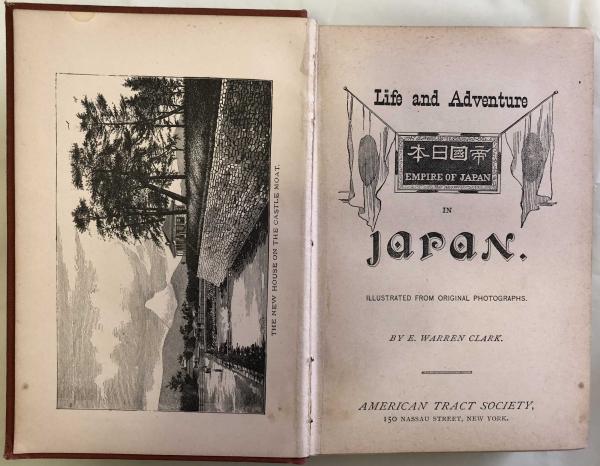 THE NEW HOUSE ON THE CASTLE MOAT.
Life and Adventure
本日國帝
EMPIRE OF JAPAN
IN
JAPAN.
ILLUSTRATED FROM ORIGINAL PHOTOGRAPHS.
BY E. WARREN CLARK.
AMERICAN TRACT SOCIETY,
150 NASSAU STREET, NEW YORK.